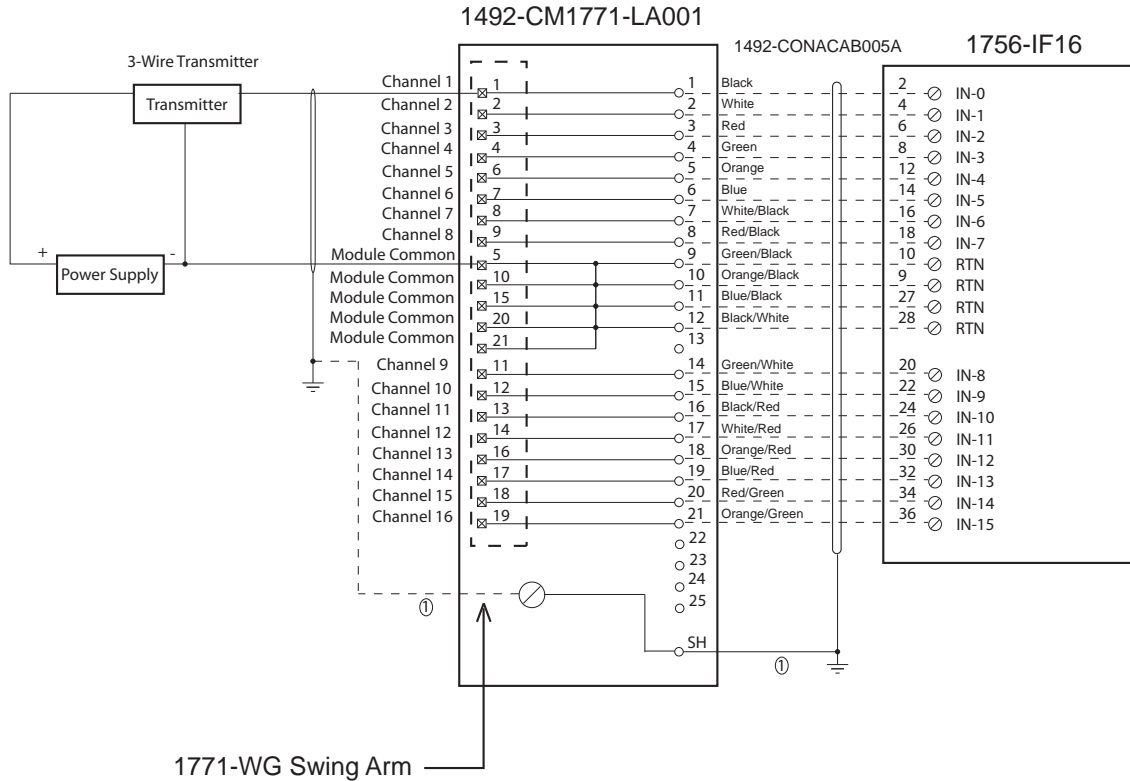 1492-CM1771-LA001
1492-CONACAB005A
1756-IF16
3-Wire Transmitter
Transmitter
+ -
Power Supply
Channel 1 1 1 Black 2 IN-0
Channel 2 2 2 White 4 IN-1
Channel 3 3 3 Red 6 IN-2
Channel 4 4 4 Green 8 IN-3
Channel 5 6 5 Orange 12 IN-4
Channel 6 7 6 Blue 14 IN-5
Channel 7 8 7 White/Black 16 IN-6
Channel 8 9 8 Red/Black 18 IN-7
Module Common 5 9 Green/Black 10 RTN
Module Common 10 10 Orange/Black 9 RTN
Module Common 15 11 Blue/Black 27 RTN
Module Common 20 12 Black/White 28 RTN
Module Common 21 13
Channel 9 11 14 Green/White 20 IN-8
Channel 10 12 15 Blue/White 22 IN-9
Channel 11 13 16 Black/Red 24 IN-10
Channel 12 14 17 White/Red 26 IN-11
Channel 13 16 18 Orange/Red 30 IN-12
Channel 14 17 19 Blue/Red 32 IN-13
Channel 15 18 20 Red/Green 34 IN-14
Channel 16 19 21 Orange/Green 36 IN-15
22
23
24
25
①
SH
①
1771-WG Swing Arm